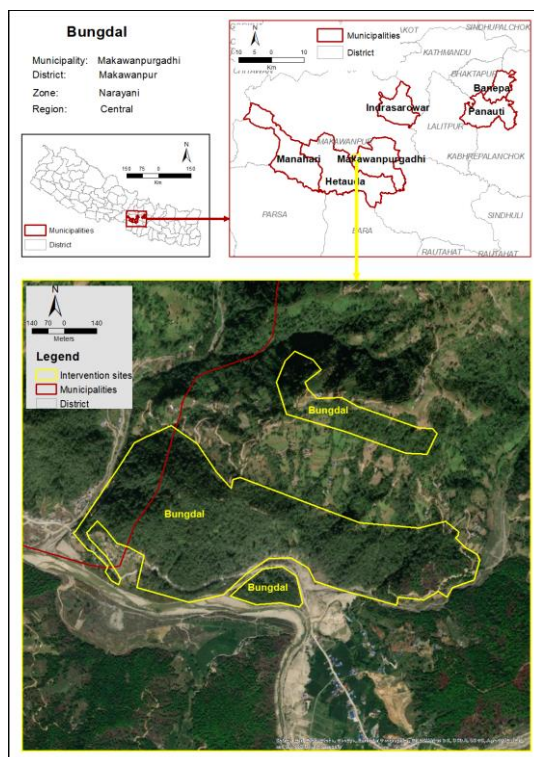 Bungdal
Municipality: Makawanpurgadhi
District: Makawanpur
Zone: Narayani
Region: Central
N
150 75 0 150
Km
Municipalities
District
N
10 5 0 10
Km
Municipalities
District
SINDHUPALCHOK
KATHMANDU
BHAKTAPUR
Banepa
Indrasarowar
Panauti
LALITPUR
MAKAWANPUR
KABHREPALANCHOK
Manahari
Makawanpurgadhi
Hetauda
PARSA
SINDHULI
BARA
RAUTAHAT
RAUTAHAT
N
140 70 0 140
Meters
Legend
Intervention sites
Municipalities
District
Bungdal
Bungdal
Bungdal